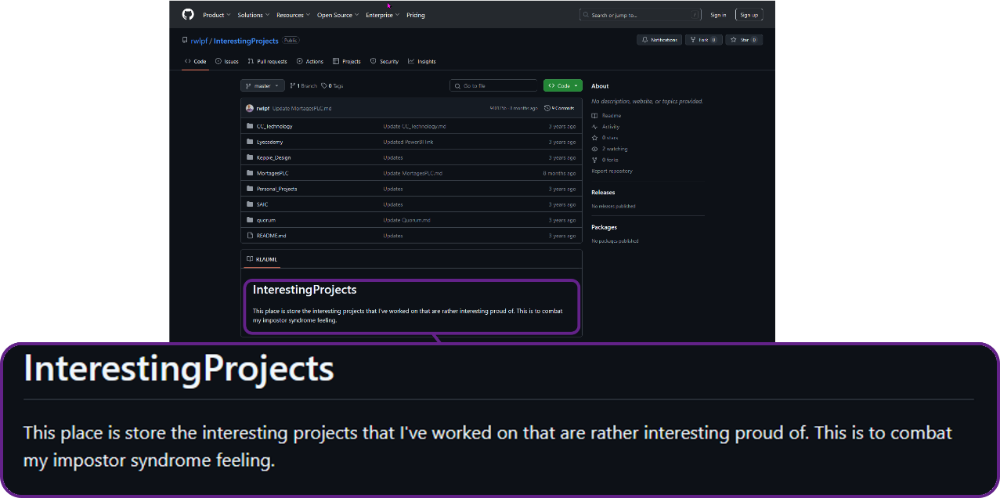 Product Solutions Resources Open Source Enterprise Pricing Search or jump to... / Sign in Sign up
rwlpf / InterestingProjects Public Notifications Fork 0 Star 0
Code Issues Pull requests Actions Projects Security Insights
master 1 Branch 0 Tags Go to file Code
rwlpf Update MortagesPLC.md 8 months ago 9 Commits
CC_Technology Update CC_Technology.md 3 years ago
Eyecademy Updated PowerBI link 3 years ago
Keppie_Design Updates 3 years ago
MortagesPLC Update MortagesPLC.md 8 months ago
Personal_Projects Updates 3 years ago
SAIC Updates 3 years ago
quorum Update Quorum.md 3 years ago
README.md Updates 3 years ago
README
InterestingProjects
This place is store the interesting projects that I've worked on that are rather interesting proud of. This is to combat
my impostor syndrome feeling.
About
No description, website, or topics provided.
Readme
Activity
0 stars
2 watching
0 forks
Report repository
Releases
No releases published
Packages
No packages published
InterestingProjects
This place is store the interesting projects that I've worked on that are rather interesting proud of. This is to combat
my impostor syndrome feeling.